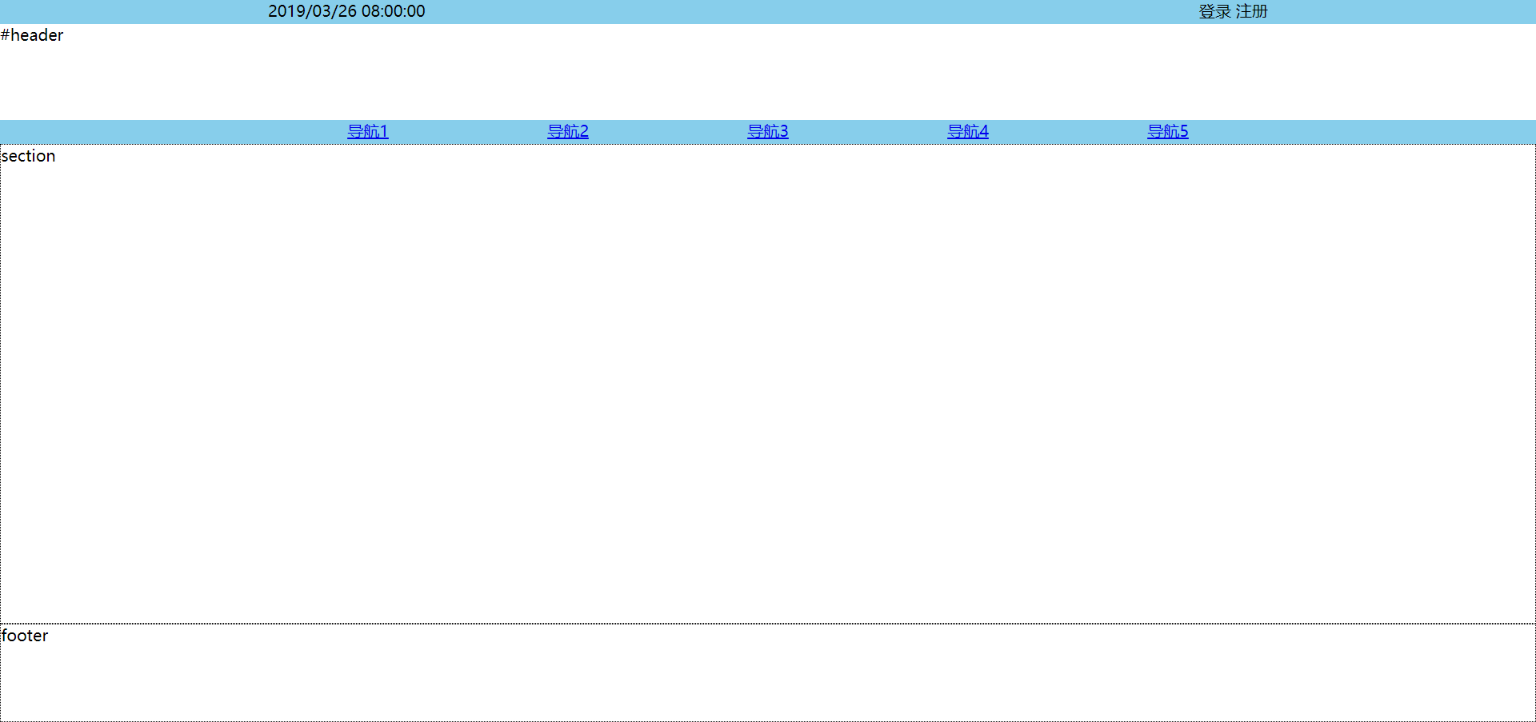 2019/03/26 08:00:00 登录 注册
#header
导航1 导航2 导航3 导航4 导航5
section
footer